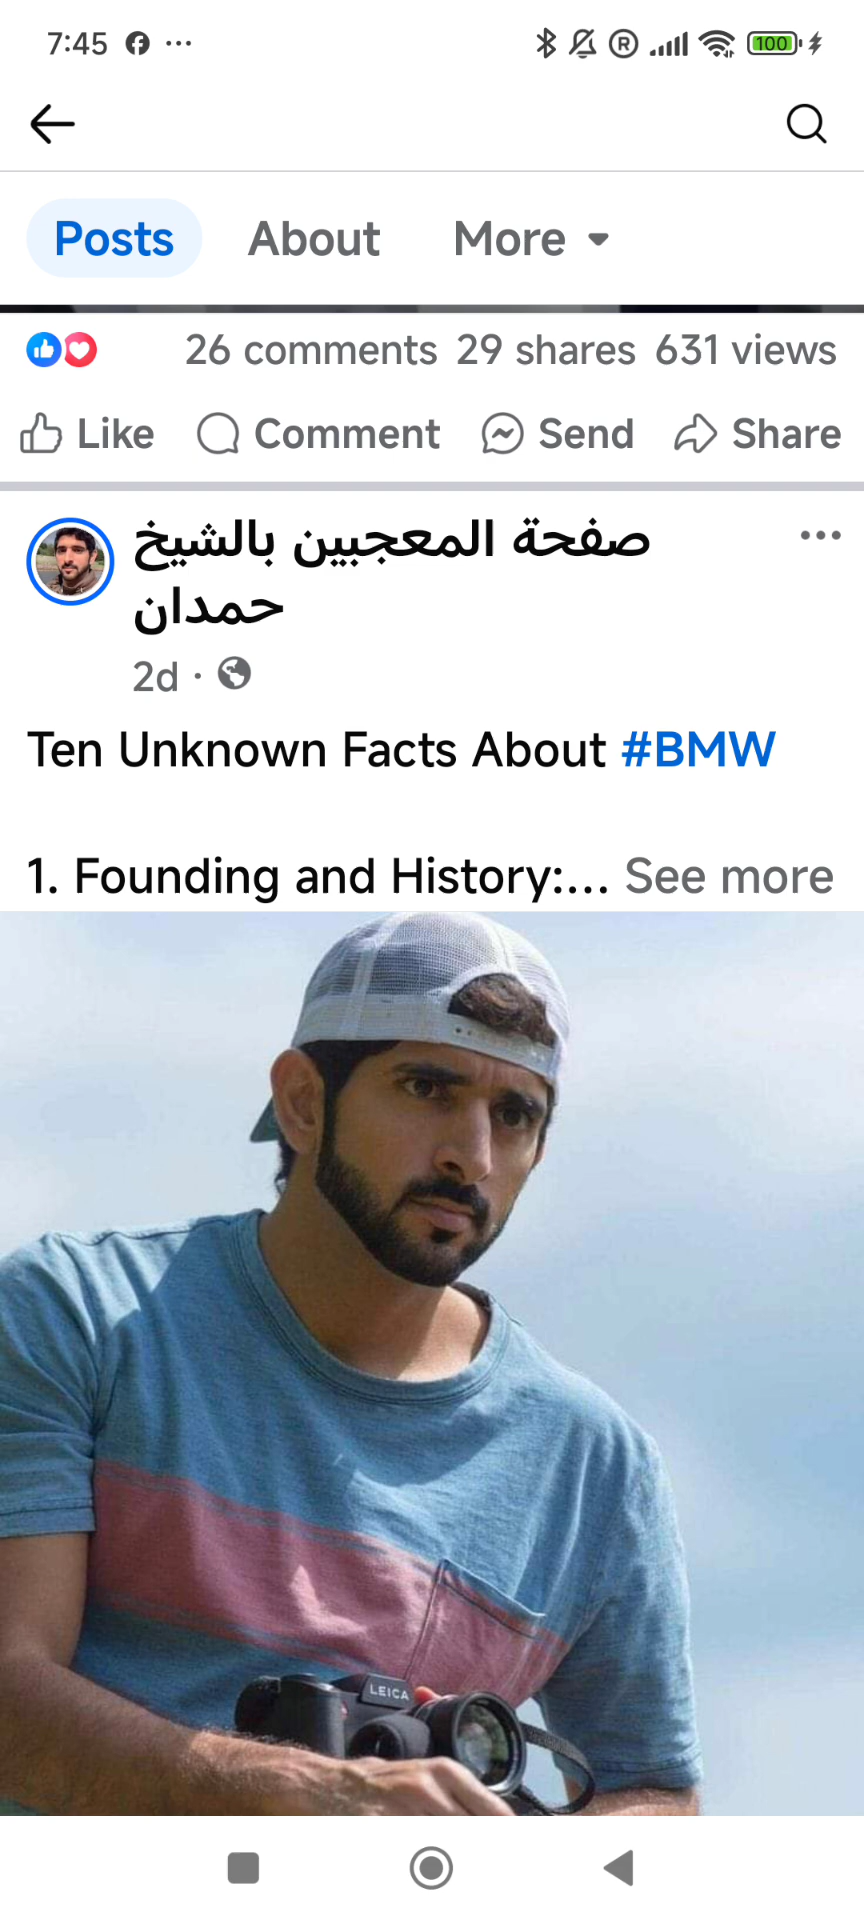 7:45
100
Posts About More
26 comments 29 shares 631 views
Like Comment Send Share
صفحة المعجبين بالشيخ
حمدان
2d ·
Ten Unknown Facts About #BMW
1. Founding and History:... See more
LEICA